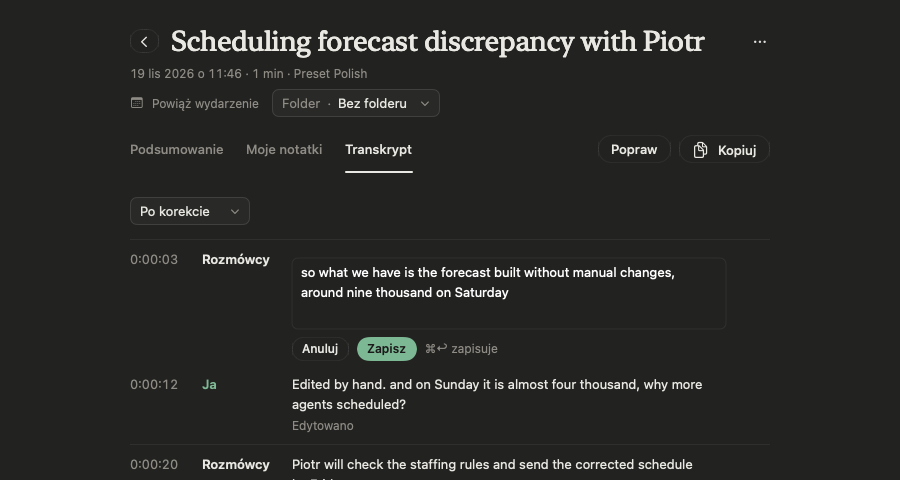 Scheduling forecast discrepancy with Piotr
19 lis 2026 o 11:46 · 1 min · Preset Polish
Powiąż wydarzenie Folder · Bez folderu
Podsumowanie Moje notatki Transkrypt Popraw Kopiuj
Po korekcie
0:00:03 Rozmówcy
so what we have is the forecast built without manual changes,
around nine thousand on Saturday
Anuluj Zapisz ⌘↩ zapisuje
0:00:12 Ja Edited by hand. and on Sunday it is almost four thousand, why more
agents scheduled?
Edytowano
0:00:20 Rozmówcy Piotr will check the staffing rules and send the corrected schedule